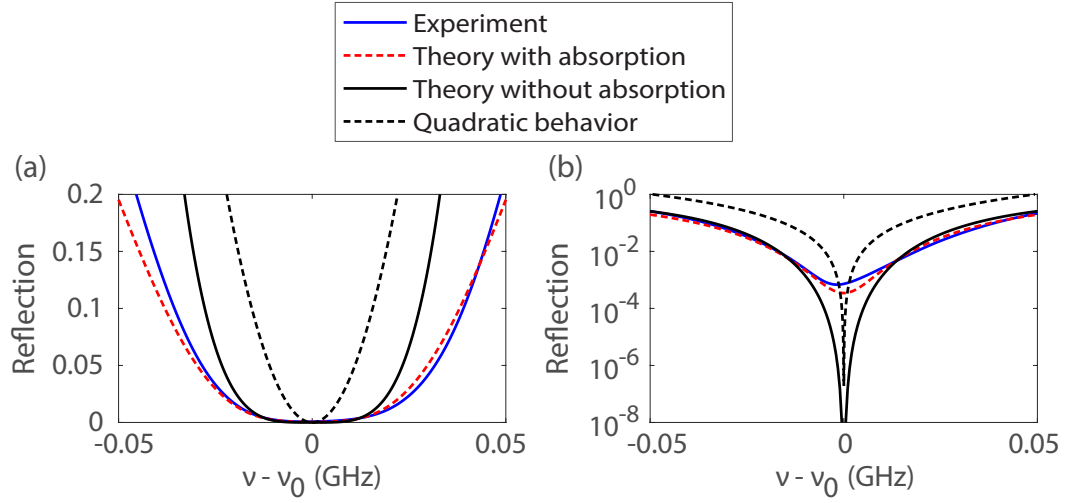 Experiment
Theory with absorption
Theory without absorption
Quadratic behavior
(a)
(b)
0.2
0.15
0.1
0.05
0
Reflection
-0.05
0
0.05
ν - ν0 (GHz)
10^0
10^-2
10^-4
10^-6
10^-8
Reflection
-0.05
0
0.05
ν - ν0 (GHz)